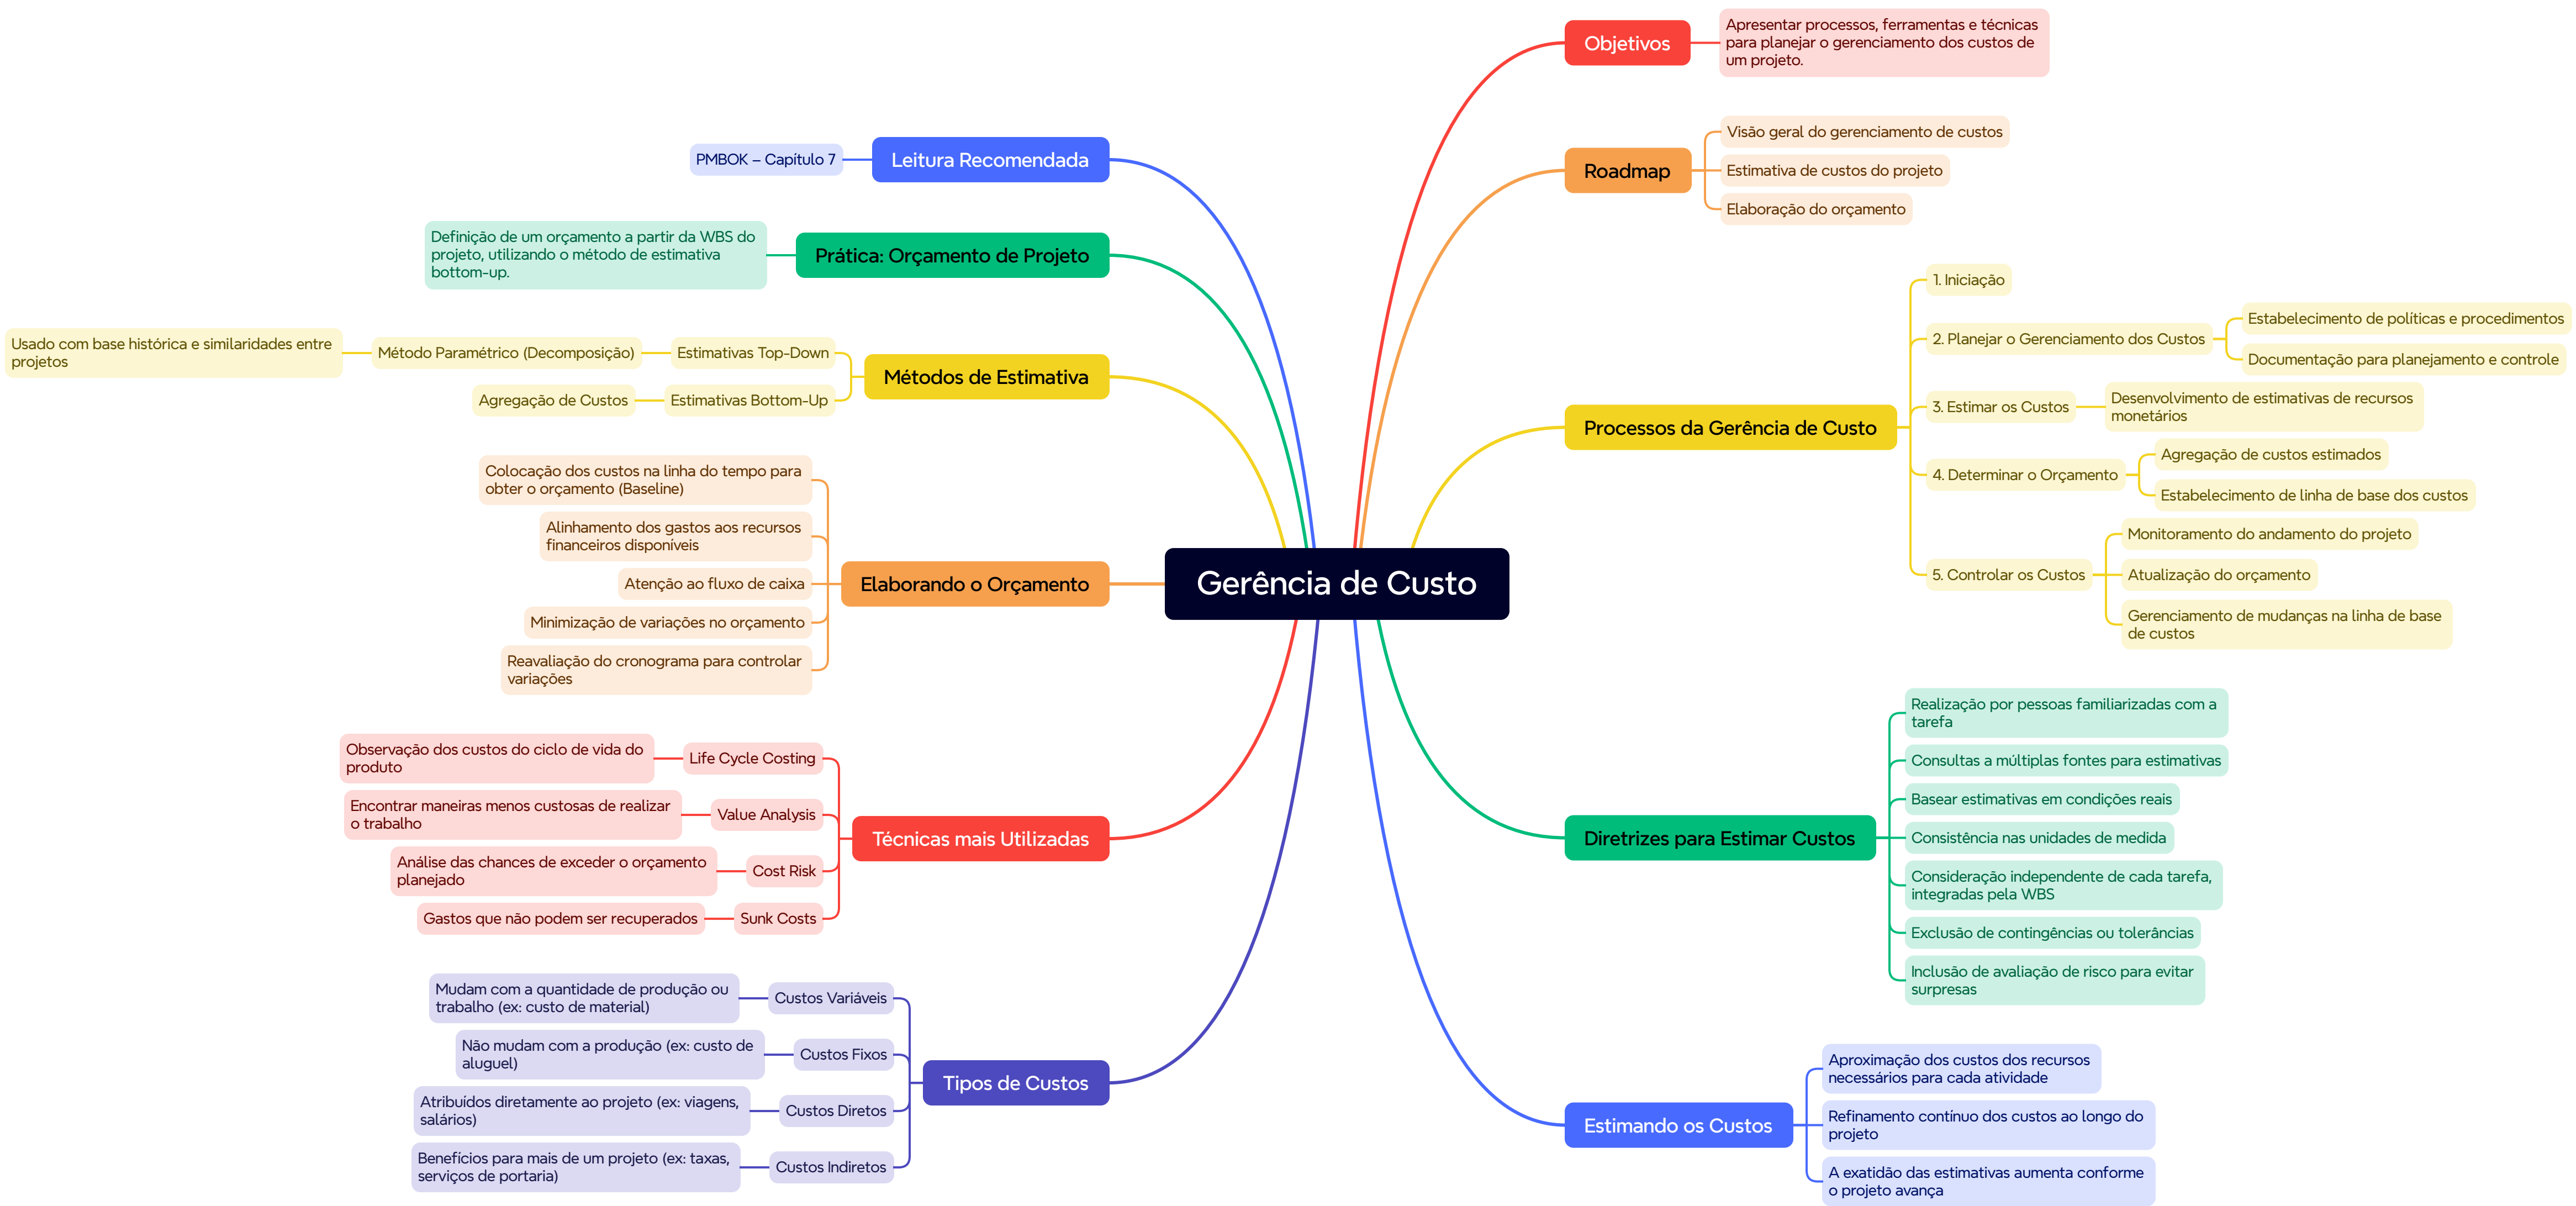 Gerência de Custo
Objetivos
Apresentar processos, ferramentas e técnicas
para planejar o gerenciamento dos custos de
um projeto.
Roadmap
Visão geral do gerenciamento de custos
Estimativa de custos do projeto
Elaboração do orçamento
Processos da Gerência de Custo
1. Iniciação
2. Planejar o Gerenciamento dos Custos
Estabelecimento de políticas e procedimentos
Documentação para planejamento e controle
3. Estimar os Custos
Desenvolvimento de estimativas de recursos
monetários
4. Determinar o Orçamento
Agregação de custos estimados
Estabelecimento de linha de base dos custos
5. Controlar os Custos
Monitoramento do andamento do projeto
Atualização do orçamento
Gerenciamento de mudanças na linha de base
de custos
Diretrizes para Estimar Custos
Realização por pessoas familiarizadas com a
tarefa
Consultas a múltiplas fontes para estimativas
Basear estimativas em condições reais
Consistência nas unidades de medida
Consideração independente de cada tarefa,
integradas pela WBS
Exclusão de contingências ou tolerâncias
Inclusão de avaliação de risco para evitar
surpresas
Estimando os Custos
Aproximação dos custos dos recursos
necessários para cada atividade
Refinamento contínuo dos custos ao longo do
projeto
A exatidão das estimativas aumenta conforme
o projeto avança
Leitura Recomendada
PMBOK – Capítulo 7
Prática: Orçamento de Projeto
Definição de um orçamento a partir da WBS do
projeto, utilizando o método de estimativa
bottom-up.
Métodos de Estimativa
Estimativas Top-Down
Método Paramétrico (Decomposição)
Usado com base histórica e similaridades entre
projetos
Estimativas Bottom-Up
Agregação de Custos
Elaborando o Orçamento
Colocação dos custos na linha do tempo para
obter o orçamento (Baseline)
Alinhamento dos gastos aos recursos
financeiros disponíveis
Atenção ao fluxo de caixa
Minimização de variações no orçamento
Reavaliação do cronograma para controlar
variações
Técnicas mais Utilizadas
Life Cycle Costing
Observação dos custos do ciclo de vida do
produto
Value Analysis
Encontrar maneiras menos custosas de realizar
o trabalho
Cost Risk
Análise das chances de exceder o orçamento
planejado
Sunk Costs
Gastos que não podem ser recuperados
Tipos de Custos
Custos Variáveis
Mudam com a quantidade de produção ou
trabalho (ex: custo de material)
Custos Fixos
Não mudam com a produção (ex: custo de
aluguel)
Custos Diretos
Atribuídos diretamente ao projeto (ex: viagens,
salários)
Custos Indiretos
Benefícios para mais de um projeto (ex: taxas,
serviços de portaria)